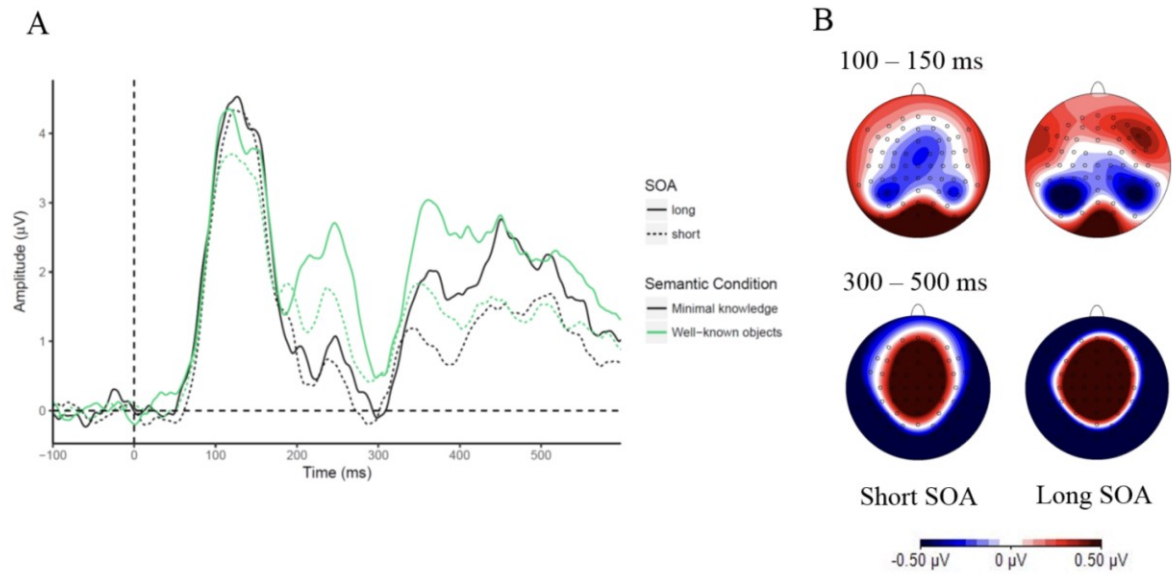 A
Amplitude (µV)
4
3
2
1
0
−100
0
100
200
300
400
500
Time (ms)
SOA
long
short
Semantic Condition
Minimal knowledge
Well−known objects
B
100 – 150 ms
300 – 500 ms
Short SOA
Long SOA
-0.50 µV
0 µV
0.50 µV